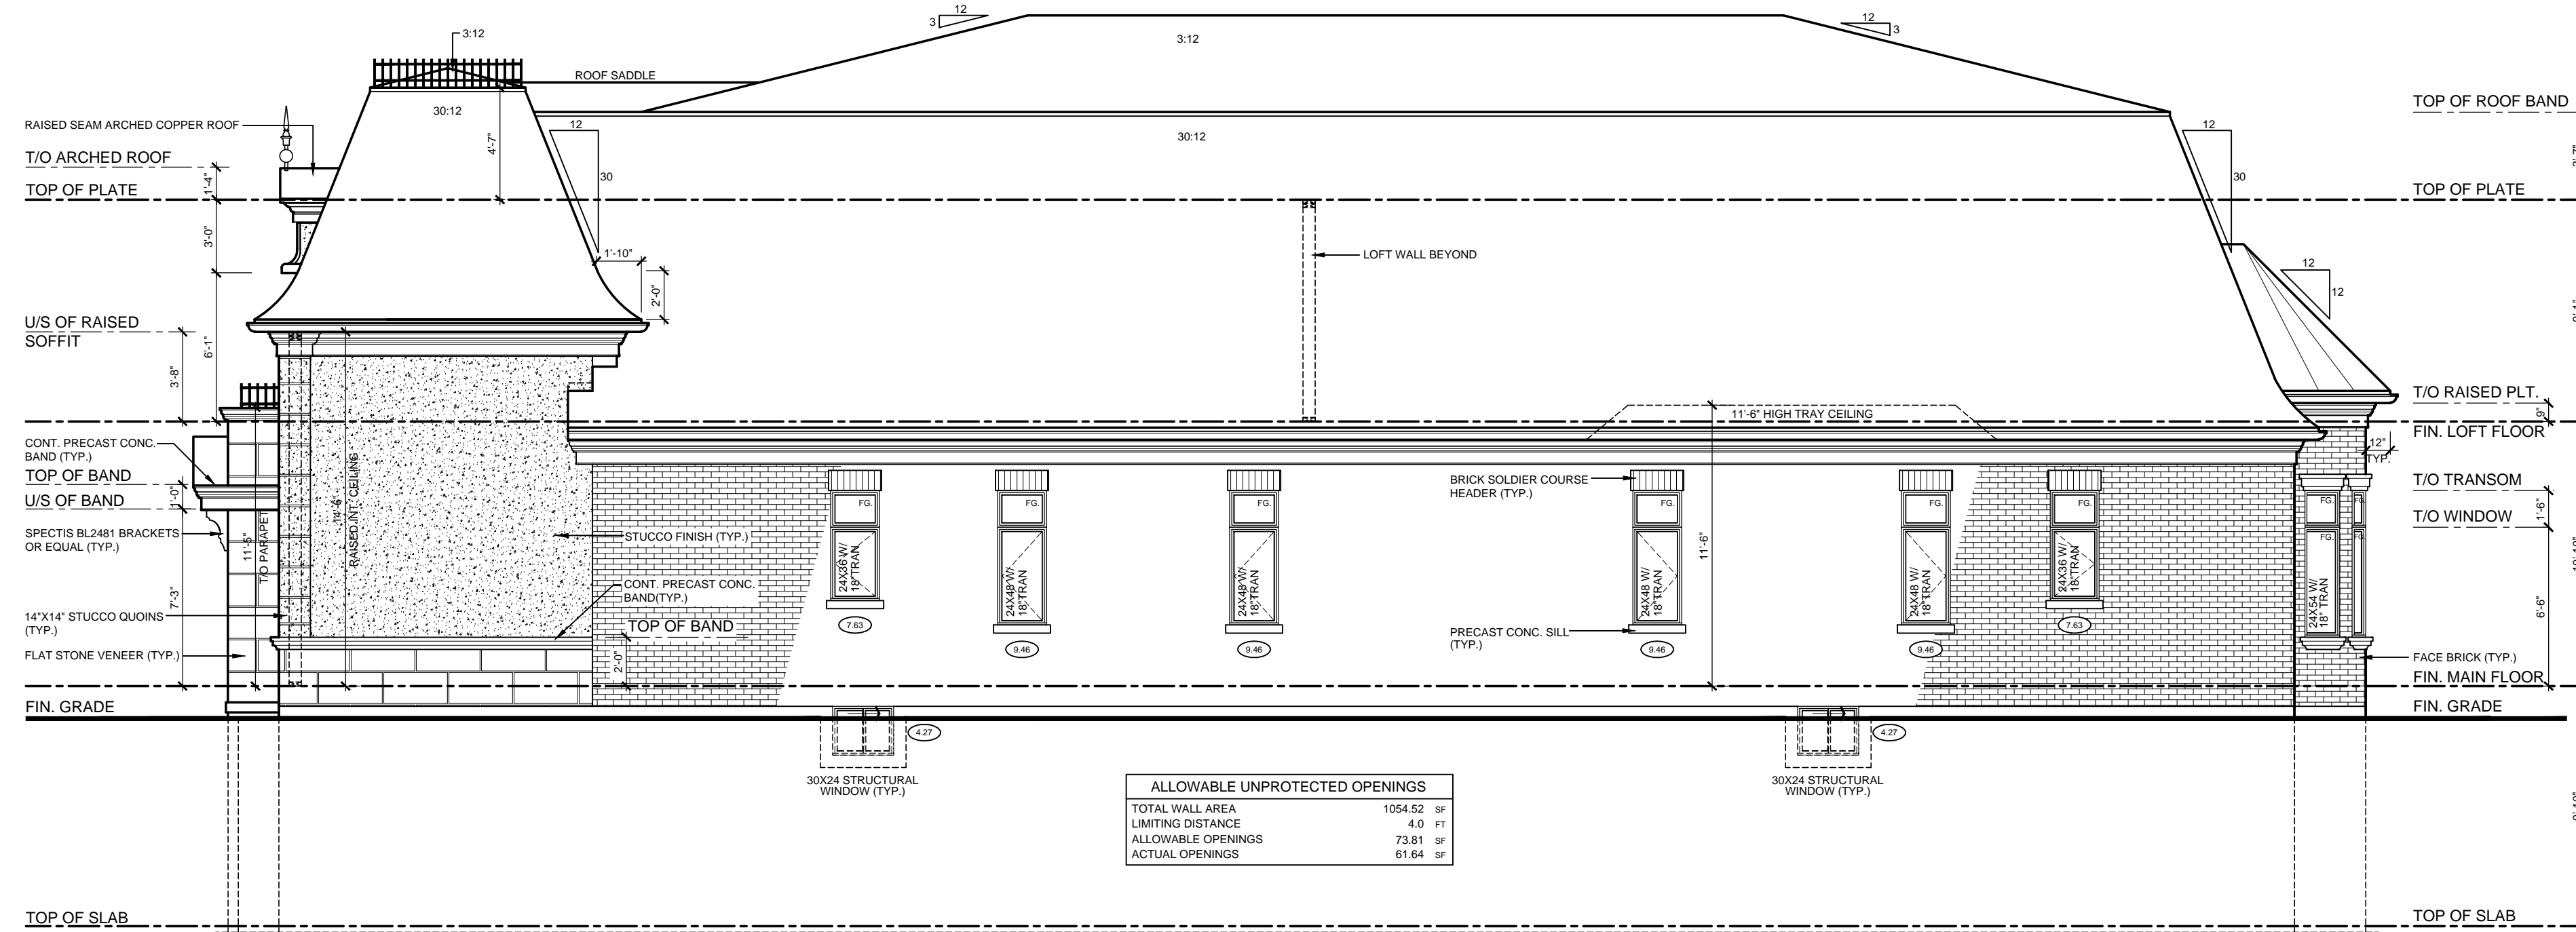 12
3
3:12
12
3
3:12
ROOF SADDLE
30:12
12
30
4'-7"
30:12
12
30
RAISED SEAM ARCHED COPPER ROOF
T/O ARCHED ROOF
1'-4"
TOP OF PLATE
3'-0"
1'-10"
2'-0"
LOFT WALL BEYOND
12
12
U/S OF RAISED
SOFFIT
3'-8"
6'-1"
11'-6" HIGH TRAY CEILING
CONT. PRECAST CONC.
BAND (TYP.)
TOP OF BAND
1'-0"
U/S OF BAND
SPECTIS BL2481 BRACKETS
OR EQUAL (TYP.)
7'-3"
14"X14" STUCCO QUOINS
(TYP.)
FLAT STONE VENEER (TYP.)
FIN. GRADE
11'-5"
T/O PARAPET
14'-6"
RAISED INT. CEILING
STUCCO FINISH (TYP.)
CONT. PRECAST CONC.
BAND(TYP.)
TOP OF BAND
2'-0"
FG.
24X36 W/
18"TRAN
7.63
FG.
24X48 W/
18"TRAN
9.46
FG.
24X48 W/
18"TRAN
9.46
BRICK SOLDIER COURSE
HEADER (TYP.)
PRECAST CONC. SILL
(TYP.)
FG.
24X48 W/
18"TRAN
9.46
11'-6"
FG.
24X48 W/
18"TRAN
9.46
FG.
24X36 W/
18"TRAN
7.63
FG.
FG.
FG.
FG.
24X54 W/
18" TRAN
12"
TYP.
TOP OF ROOF BAND
TOP OF PLATE
T/O RAISED PLT.
9"
FIN. LOFT FLOOR
T/O TRANSOM
1'-6"
T/O WINDOW
6'-6"
FACE BRICK (TYP.)
FIN. MAIN FLOOR
FIN. GRADE
4.27
30X24 STRUCTURAL
WINDOW (TYP.)
4.27
30X24 STRUCTURAL
WINDOW (TYP.)
ALLOWABLE UNPROTECTED OPENINGS
TOTAL WALL AREA 1054.52 SF
LIMITING DISTANCE 4.0 FT
ALLOWABLE OPENINGS 73.81 SF
ACTUAL OPENINGS 61.64 SF
TOP OF SLAB
TOP OF SLAB